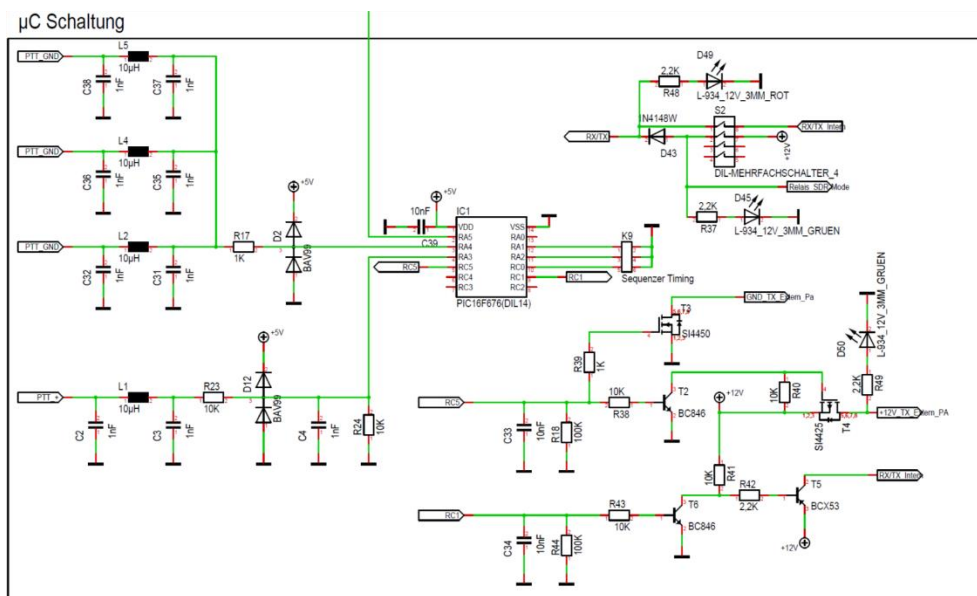 µC Schaltung
PTT_GND
L5
10µH
C38
1nF
C37
1nF
PTT_GND
L4
10µH
C36
1nF
C35
1nF
PTT_GND
L2
10µH
C32
1nF
C31
1nF
R17
1K
+5V
D2
BAV99
+5V
10nF
C39
IC1
VDD
RA5
RA4
RA3
RC5
RC4
RC3
VSS
RA0
RA1
RA2
RC0
RC1
RC2
PIC16F676(DIL14)
RC5
RC1
K9
Sequenzer Timing
D49
2,2K
R48
L-934_12V_3MM_ROT
S2
RX/TX
1N4148W
D43
RX/TX_Intern
+12V
DIL-MEHRFACHSCHALTER_4
Relais_SDR_Mode
D45
2,2K
R37
L-934_12V_3MM_GRUEN
PTT_+
L1
10µH
C2
1nF
C3
1nF
R23
10K
+5V
D12
BAV99
C4
1nF
R24
10K
GND_TX_Extern_Pa
T3
SI4450
R39
1K
RC5
C33
10nF
R18
100K
10K
R38
T2
BC846
+12V
10K
R40
SI4425
T4
D50
L-934_12V_3MM_GRUEN
2,2K
R49
+12V_TX_Extern_PA
10K
R41
R42
2,2K
T5
BCX53
RX/TX_Intern
+12V
RC1
C34
10nF
R44
100K
R43
10K
T6
BC846